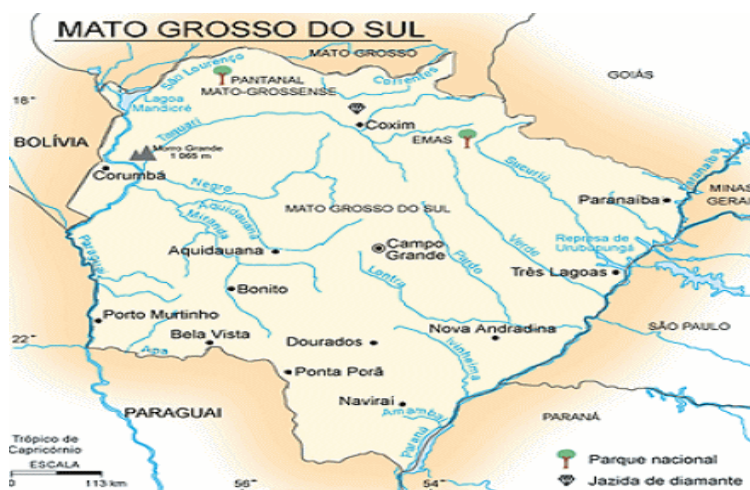 MATO GROSSO DO SUL
MATO GROSSO
GOIÁS
São Lourenço
PANTANAL
MATO-GROSSENSE
Correntes
18°
Lagoa
Mandioré
Taquari
Coxim
EMAS
BOLÍVIA
Morro Grande
1 065 m
Corumbá
Sucuriú
Paranaíba
Paranaíba
MINAS
GERAI
Negro
MATO GROSSO DO SUL
Aquidauana
Miranda
Aquidauana
Campo
Grande
Verde
Represa de
Urubupungá
Paraguai
Pardo
Lontra
Três Lagoas
Bonito
Porto Murtinho
Bela Vista
Nova Andradina
SÃO PAULO
22°
Apa
Dourados
Ivinheima
Ponta Porã
Naviraí
Amambaí
PARAGUAI
PARANÁ
Paraná
Trópico de
Capricórnio
ESCALA
0
113 km
56°
54°
Parque nacional
Jazida de diamante